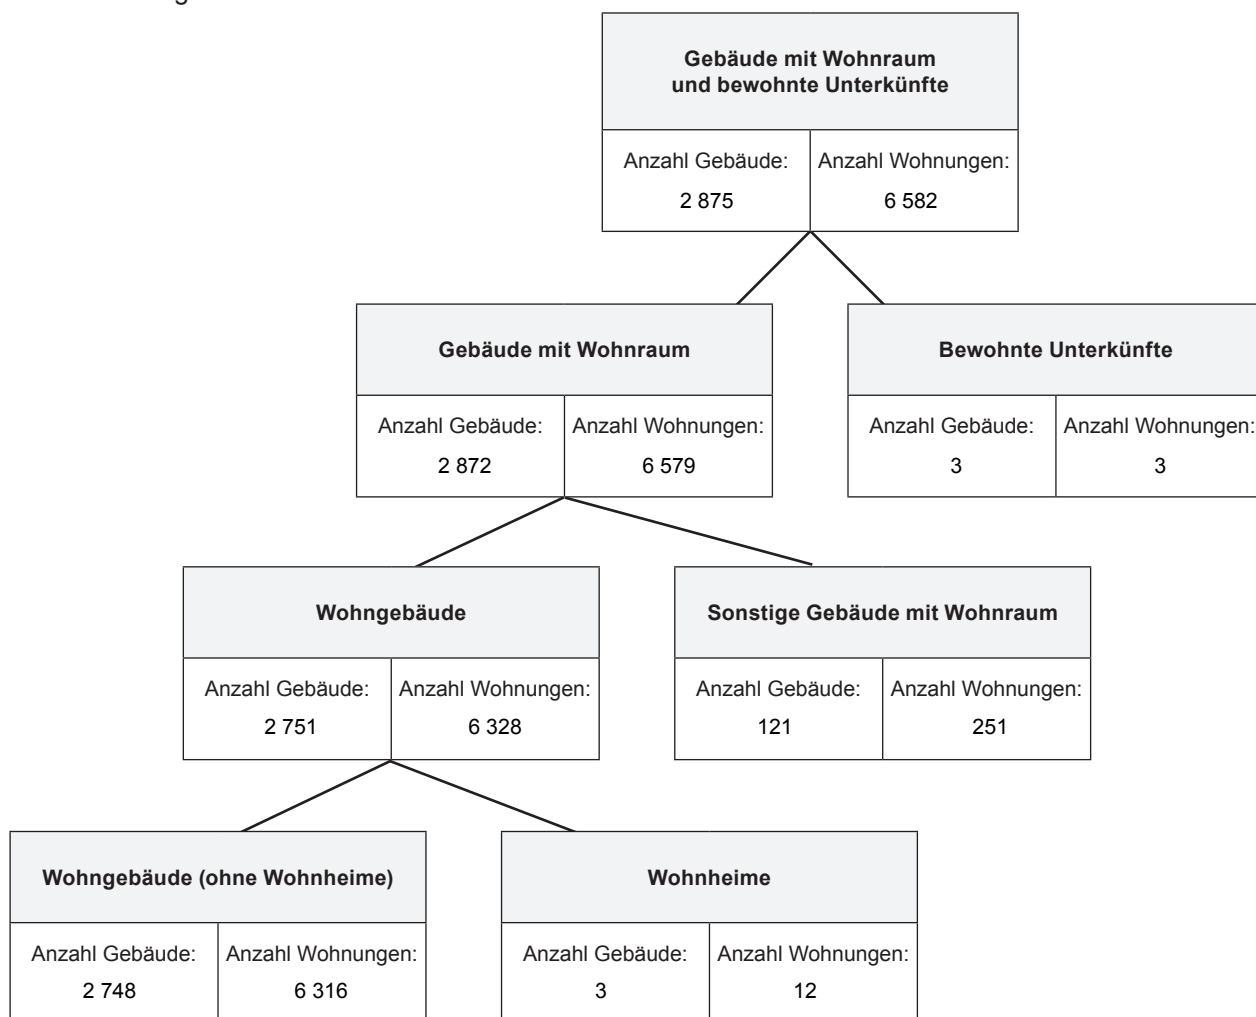 Gebäude mit Wohnraum
und bewohnte Unterkünfte
Anzahl Gebäude: Anzahl Wohnungen:
2 875 6 582
Gebäude mit Wohnraum Bewohnte Unterkünfte
Anzahl Gebäude: Anzahl Wohnungen: Anzahl Gebäude: Anzahl Wohnungen:
2 872 6 579 3 3
Wohngebäude Sonstige Gebäude mit Wohnraum
Anzahl Gebäude: Anzahl Wohnungen: Anzahl Gebäude: Anzahl Wohnungen:
2 751 6 328 121 251
Wohngebäude (ohne Wohnheime) Wohnheime
Anzahl Gebäude: Anzahl Wohnungen: Anzahl Gebäude: Anzahl Wohnungen:
2 748 6 316 3 12